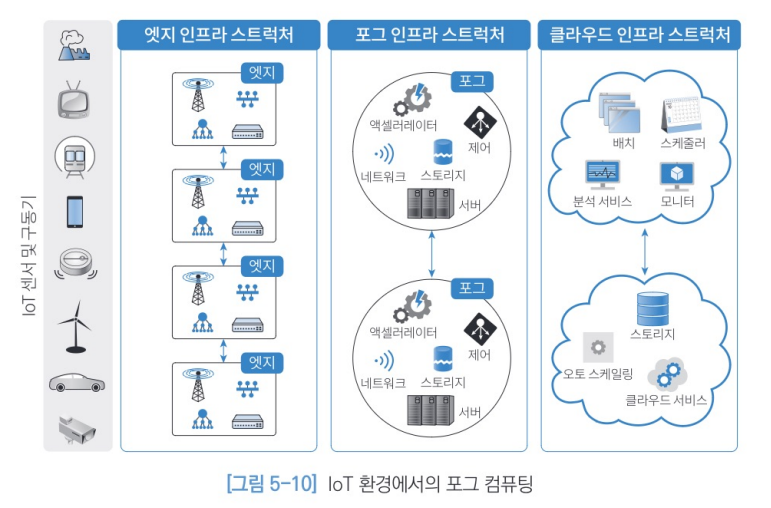 엣지 인프라 스트럭처
포그 인프라 스트럭처
클라우드 인프라 스트럭처
IoT 센서 및 구동기
엣지
엣지
엣지
엣지
포그
액셀러레이터
제어
네트워크
스토리지
서버
포그
액셀러레이터
제어
네트워크
스토리지
서버
배치
스케줄러
분석 서비스
모니터
스토리지
오토 스케일링
클라우드 서비스
[그림 5-10] IoT 환경에서의 포그 컴퓨팅